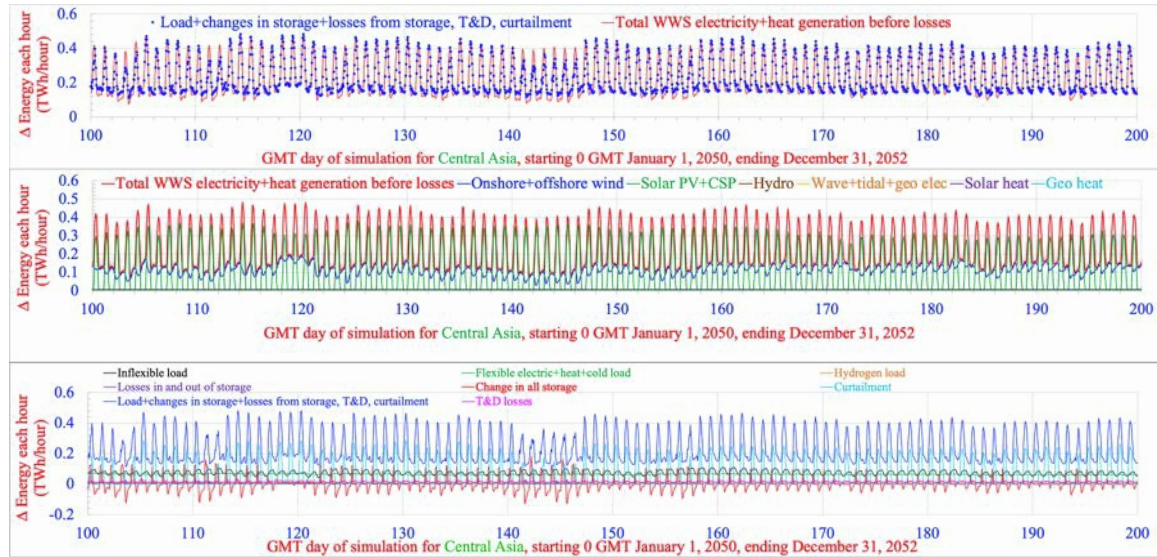 Load+changes in storage+losses from storage, T&D, curtailment Total WWS electricity+heat generation before losses
Δ Energy each hour
(TWh/hour)
0.6
0.4
0.2
0
100 110 120 130 140 150 160 170 180 190 200
GMT day of simulation for Central Asia, starting 0 GMT January 1, 2050, ending December 31, 2052
Total WWS electricity+heat generation before losses Onshore+offshore wind Solar PV+CSP Hydro Wave+tidal+geo elec Solar heat Geo heat
Δ Energy each hour
(TWh/hour)
0.6
0.5
0.4
0.3
0.2
0.1
0
100 110 120 130 140 150 160 170 180 190 200
GMT day of simulation for Central Asia, starting 0 GMT January 1, 2050, ending December 31, 2052
Inflexible load Flexible electric+heat+cold load Hydrogen load
Losses in and out of storage Change in all storage Curtailment
Load+changes in storage+losses from storage, T&D, curtailment T&D losses
Δ Energy each hour
(TWh/hour)
0.6
0.4
0.2
0
-0.2
100 110 120 130 140 150 160 170 180 190 200
GMT day of simulation for Central Asia, starting 0 GMT January 1, 2050, ending December 31, 2052